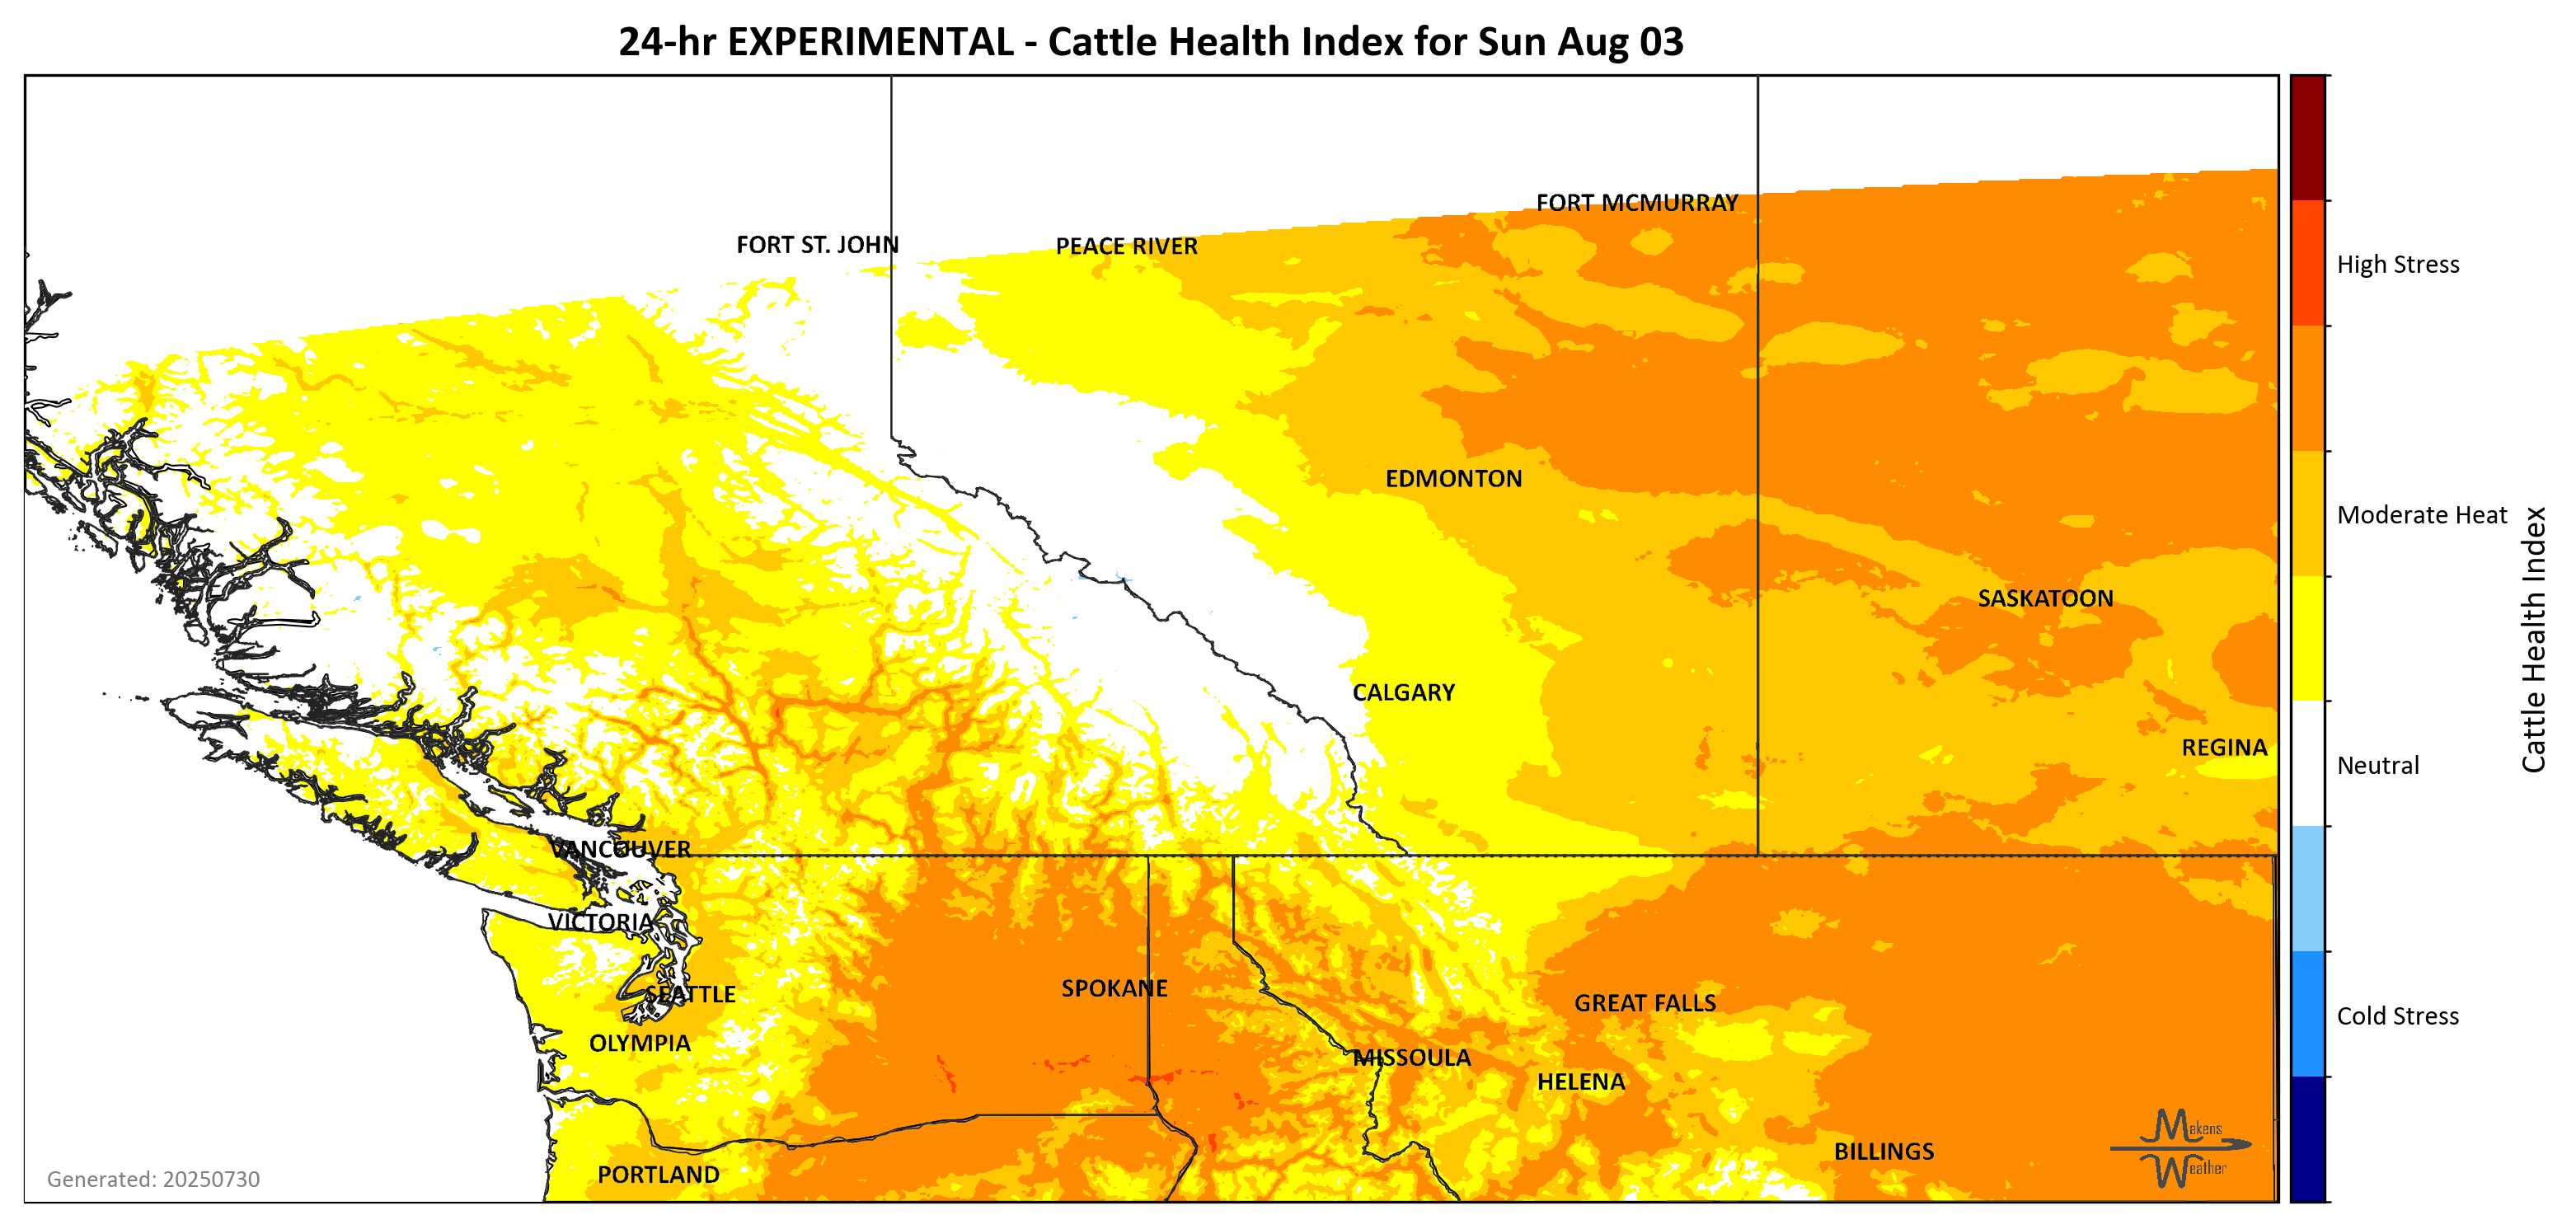 24-hr EXPERIMENTAL - Cattle Health Index for Sun Aug 03
FORT MCMURRAY
FORT ST. JOHN
PEACE RIVER
High Stress
EDMONTON
Moderate Heat
SASKATOON
Cattle Health Index
CALGARY
REGINA
Neutral
VANCOUVER
VICTORIA
SEATTLE
SPOKANE
GREAT FALLS
Cold Stress
OLYMPIA
MISSOULA
HELENA
Makens
Weather
BILLINGS
PORTLAND
Generated: 20250730